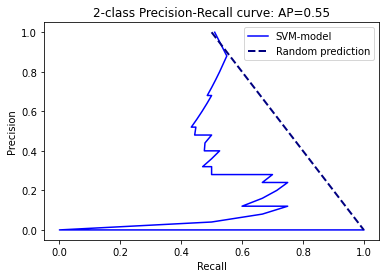 2-class Precision-Recall curve: AP=0.55
SVM-model
Random prediction
Precision
1.0
0.8
0.6
0.4
0.2
0.0
0.0 0.2 0.4 0.6 0.8 1.0
Recall